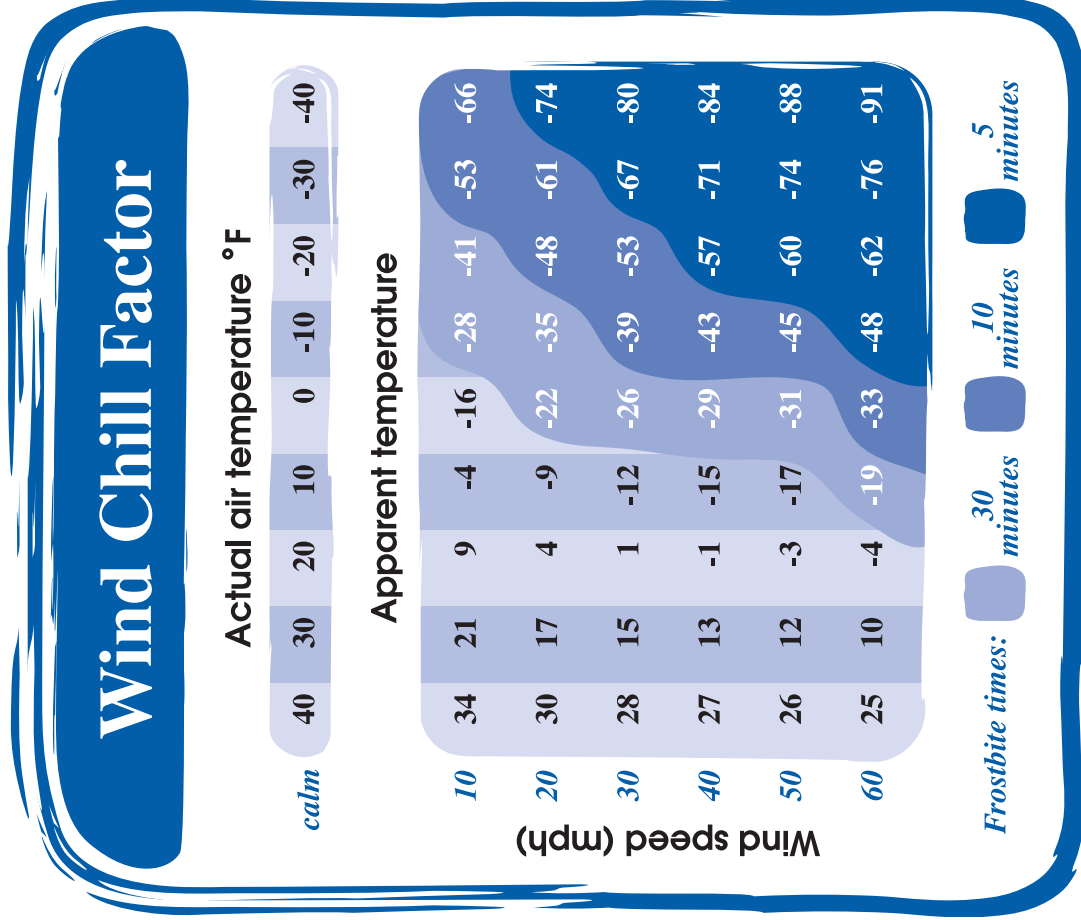 Wind Chill Factor
Actual air temperature °F
calm 40 30 20 10 0 -10 -20 -30 -40
Apparent temperature
Wind speed (mph)
10 34 21 9 -4 -16 -28 -41 -53 -66
20 30 17 4 -9 -22 -35 -48 -61 -74
30 28 15 1 -12 -26 -39 -53 -67 -80
40 27 13 -1 -15 -29 -43 -57 -71 -84
50 26 12 -3 -17 -31 -45 -60 -74 -88
60 25 10 -4 -19 -33 -48 -62 -76 -91
Frostbite times:
30
minutes
10
minutes
5
minutes